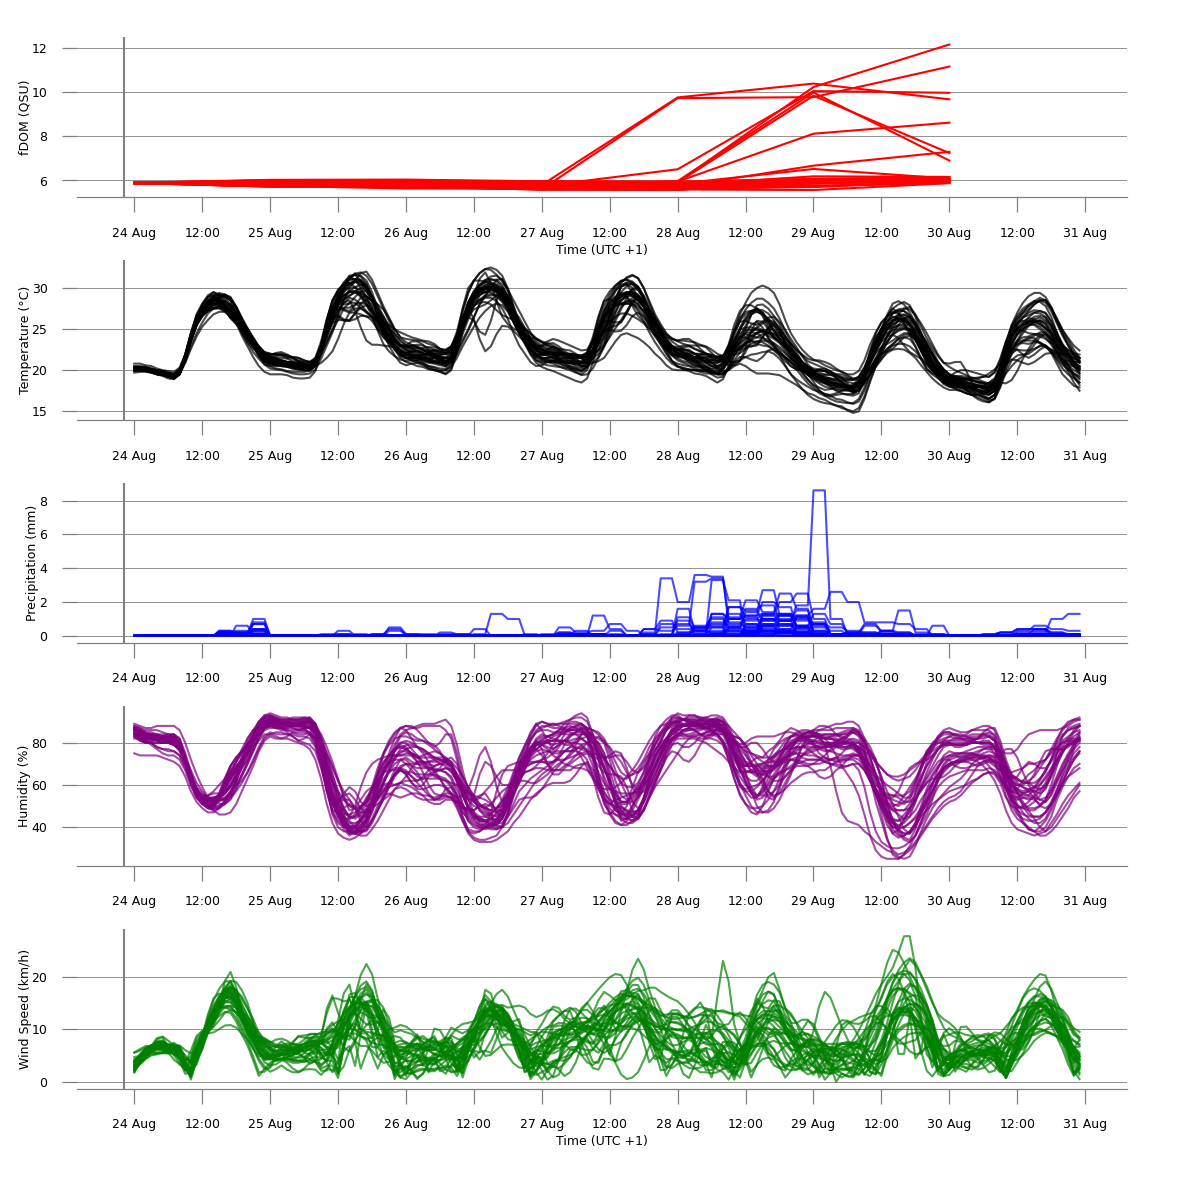 fDOM (QSU)
12
10
8
6
24 Aug 12:00 25 Aug 12:00 26 Aug 12:00 27 Aug 12:00 28 Aug 12:00 29 Aug 12:00 30 Aug 12:00 31 Aug
Time (UTC +1)
Temperature (°C)
30
25
20
15
24 Aug 12:00 25 Aug 12:00 26 Aug 12:00 27 Aug 12:00 28 Aug 12:00 29 Aug 12:00 30 Aug 12:00 31 Aug
Precipitation (mm)
8
6
4
2
0
24 Aug 12:00 25 Aug 12:00 26 Aug 12:00 27 Aug 12:00 28 Aug 12:00 29 Aug 12:00 30 Aug 12:00 31 Aug
Humidity (%)
80
60
40
24 Aug 12:00 25 Aug 12:00 26 Aug 12:00 27 Aug 12:00 28 Aug 12:00 29 Aug 12:00 30 Aug 12:00 31 Aug
Wind Speed (km/h)
20
10
0
24 Aug 12:00 25 Aug 12:00 26 Aug 12:00 27 Aug 12:00 28 Aug 12:00 29 Aug 12:00 30 Aug 12:00 31 Aug
Time (UTC +1)